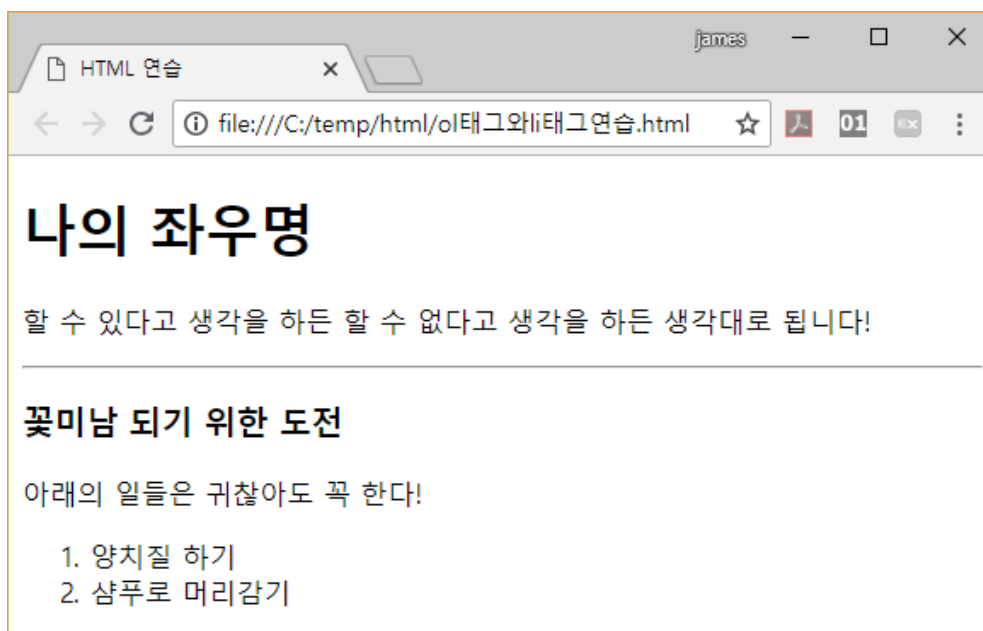 james
HTML 연습
file:///C:/temp/html/ol태그와li태그연습.html
01
나의 좌우명
할 수 있다고 생각을 하든 할 수 없다고 생각을 하든 생각대로 됩니다!
꽃미남 되기 위한 도전
아래의 일들은 귀찮아도 꼭 한다!
1. 양치질 하기
2. 샴푸로 머리감기